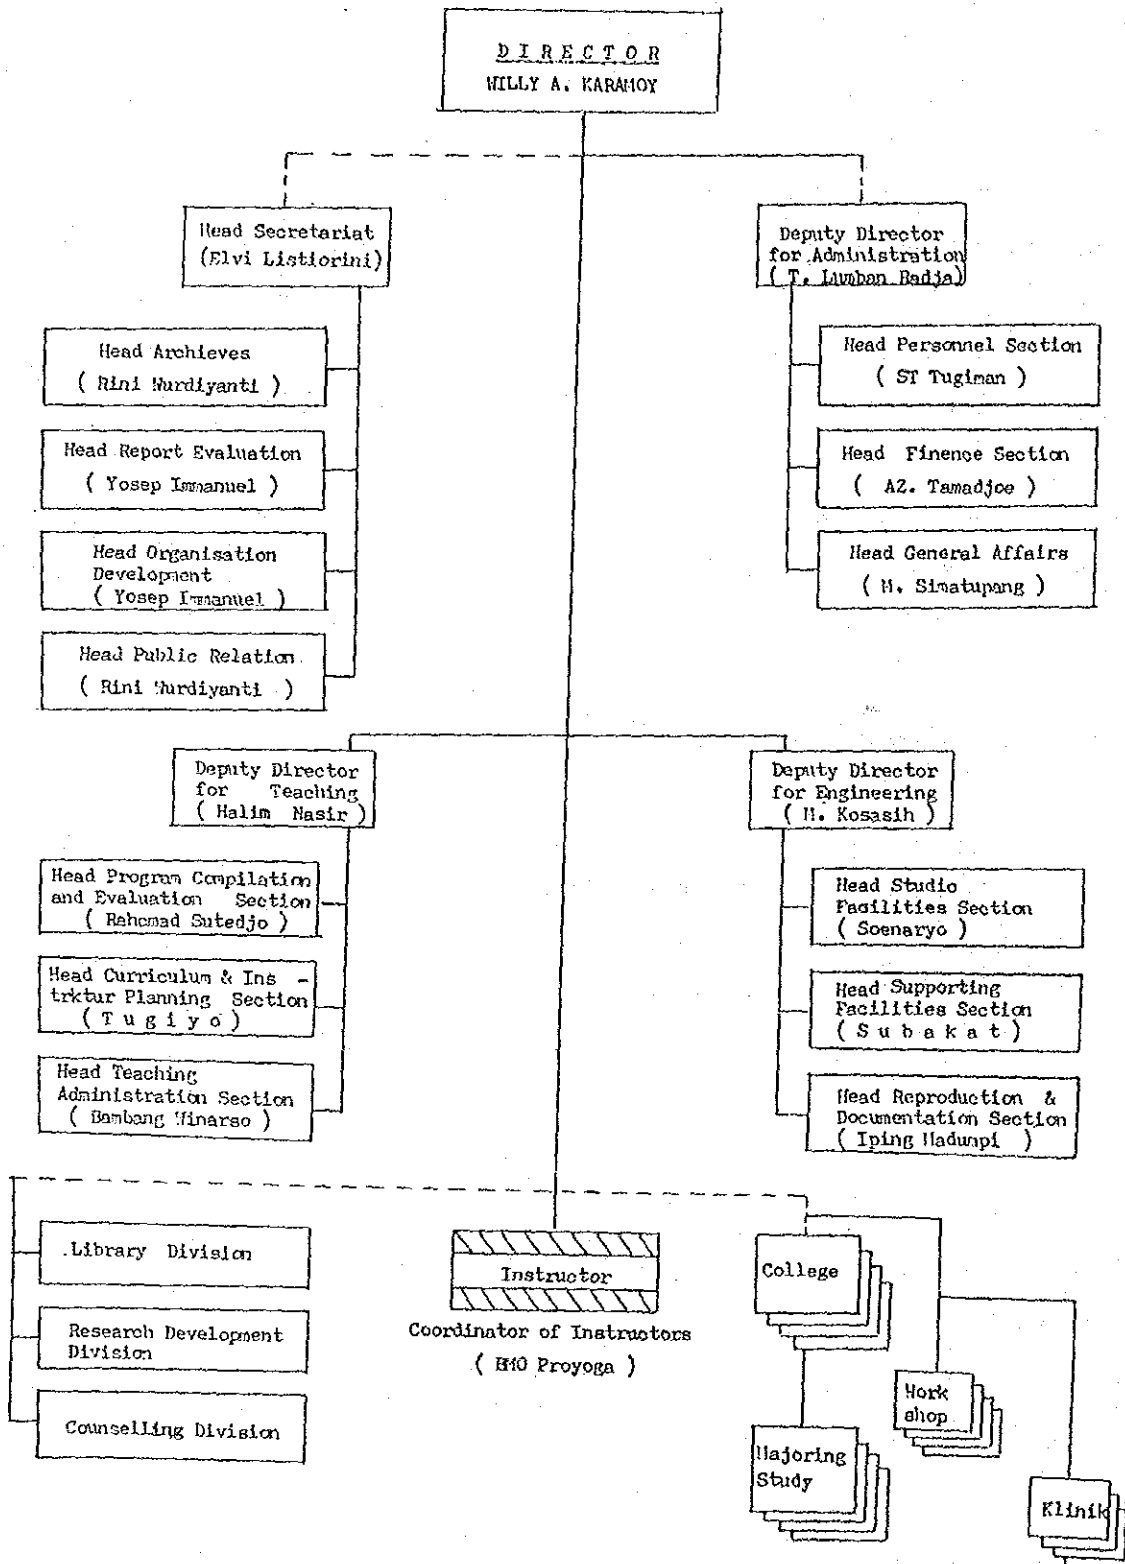 DIRECTOR
WILLY A. KARAMOY
Head Secretariat
(Elvi Listiorini)
Deputy Director
for Administration
( T. Lumban Radja)
Head Archieves
( Rini Nurdiyanti )
Head Personnel Section
( ST Tugiman )
Head Report Evaluation
( Yosep Immanuel )
Head Finence Section
( AZ. Tamadjoe )
Head Organisation
Development
( Yosep Immanuel )
Head General Affairs
( M. Simatupang )
Head Public Relation
( Rini Nurdiyanti )
Deputy Director
for Teaching
( Halim Nasir )
Deputy Director
for Engineering
( M. Kosasih )
Head Program Compilation
and Evaluation Section
( Rahcmad Sutedjo )
Head Studio
Facilities Section
( Soenaryo )
Head Curriculum & Ins -
trktur Planning Section
( T u g i y o )
Head Supporting
Facilities Section
( S u b a k a t )
Head Teaching
Administration Section
( Bambang Winarso )
Head Reproduction &
Documentation Section
( Iping )
Library Division
Research Development
Division
Counselling Division
Instructor
Coordinator of Instructors
( Proyoga )
College
Work
shop
Majoring
Study
Klinik